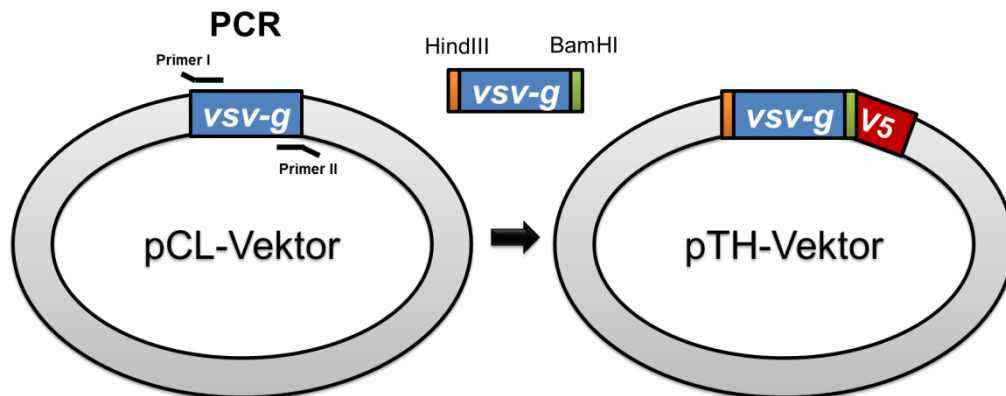 PCR
Primer I
vsv-g
Primer II
pCL-Vektor
HindIII BamHI
vsv-g
vsv-g V5
pTH-Vektor